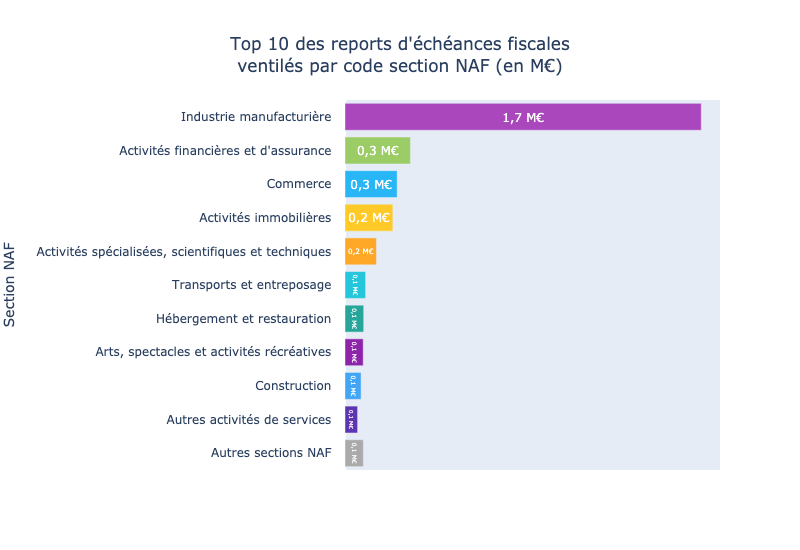 Top 10 des reports d'échéances fiscales
ventilés par code section NAF (en M€)
Section NAF
Industrie manufacturière 1,7 M€
Activités financières et d'assurance 0,3 M€
Commerce 0,3 M€
Activités immobilières 0,2 M€
Activités spécialisées, scientifiques et techniques 0,2 M€
Transports et entreposage 0,1 M€
Hébergement et restauration 0,1 M€
Arts, spectacles et activités récréatives 0,1 M€
Construction 0,1 M€
Autres activités de services 0,1 M€
Autres sections NAF 0,1 M€